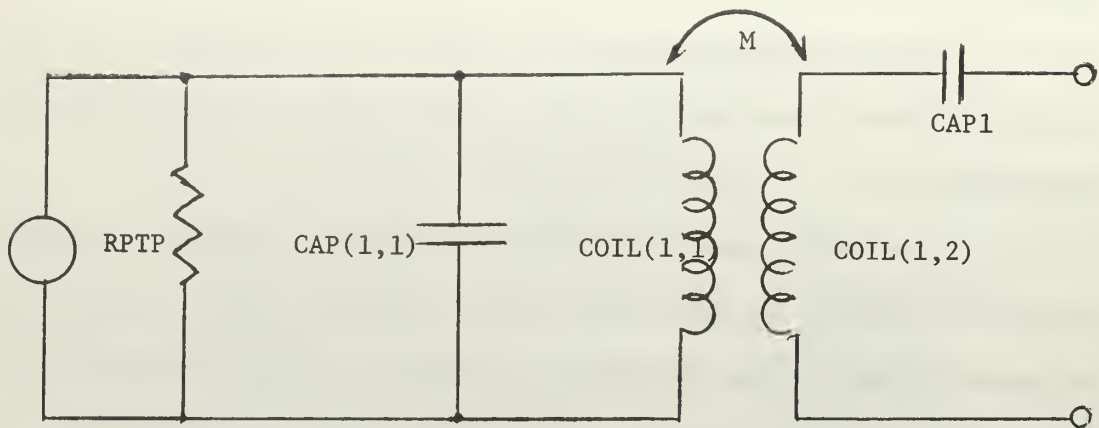 M
CAP1
RPTP
CAP(1,1)
COIL(1,1)
COIL(1,2)